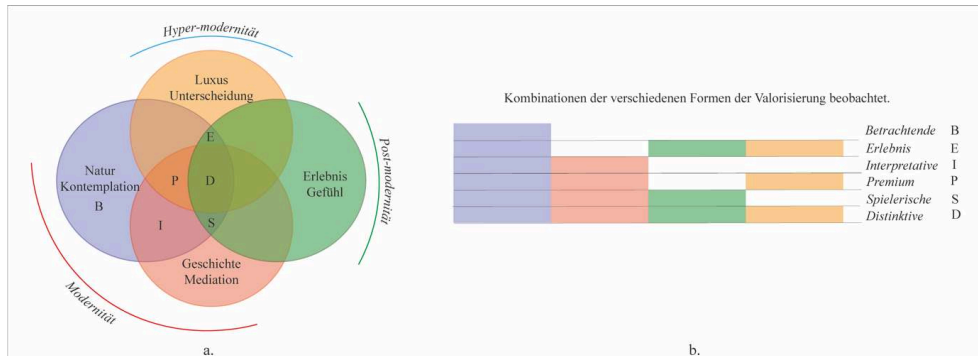 Hyper-modernität
Luxus
Unterscheidung
E
Post-modernität
Natur
Kontemplation
B
P
D
Erlebnis
Gefühl
I
S
Geschichte
Mediation
Modernität
a.
Kombinationen der verschiedenen Formen der Valorisierung beobachtet.
Betrachtende B
Erlebnis E
Interpretative I
Premium P
Spielerische S
Distinktive D
b.